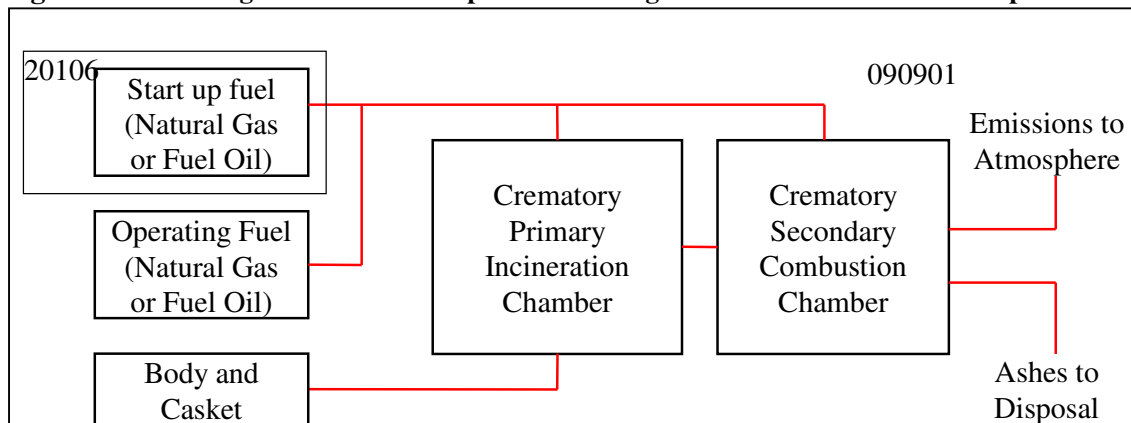 20106
090901
Start up fuel
(Natural Gas
or Fuel Oil)
Operating Fuel
(Natural Gas
or Fuel Oil)
Body and
Casket
Crematory
Primary
Incineration
Chamber
Crematory
Secondary
Combustion
Chamber
Emissions to
Atmosphere
Ashes to
Disposal